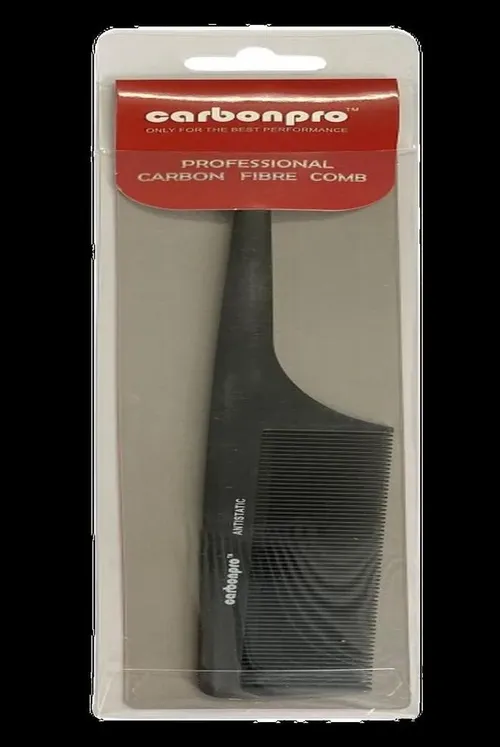 carbonpro™
ONLY FOR THE BEST PERFORMANCE
PROFESSIONAL
CARBON FIBRE COMB
ANTISTATIC
carbonpro™